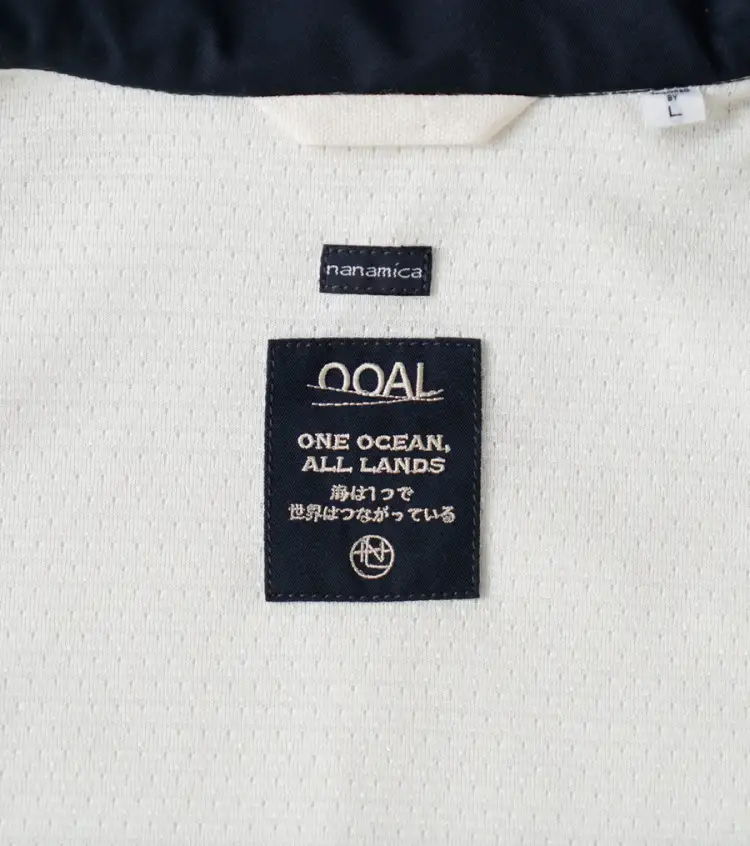 BY
L
nanamica
OOAL
ONE OCEAN,
ALL LANDS
海は1つで
世界はつながっている